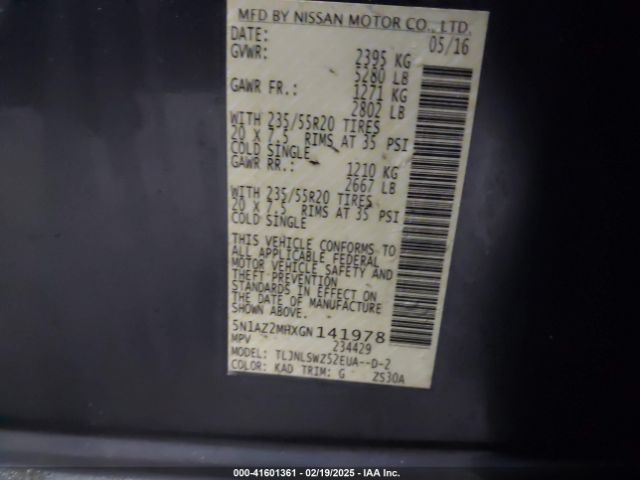 MFD BY NISSAN MOTOR CO., LTD.
DATE: 05/16
GVWR: 2395 KG
5280 LB
GAWR FR.: 1271 KG
2802 LB
WITH 235/55R20 TIRES
20 X 7.5 RIMS AT 35 PSI
COLD SINGLE
GAWR RR.: 1210 KG
2667 LB
WITH 235/55R20 TIRES
20 X 7.5 RIMS AT 35 PSI
COLD SINGLE
THIS VEHICLE CONFORMS TO
ALL APPLICABLE FEDERAL
MOTOR VEHICLE SAFETY AND
THEFT PREVENTION
STANDARDS IN EFFECT ON
THE DATE OF MANUFACTURE
SHOWN ABOVE.
5N1AZ2MHXGN141978
MPV 234429
MODEL: TLJNLSWZ52EUA--D-2
COLOR: KAD TRIM: G ZS30A
000-41601361 | 02/19/2025 - IAA Inc.